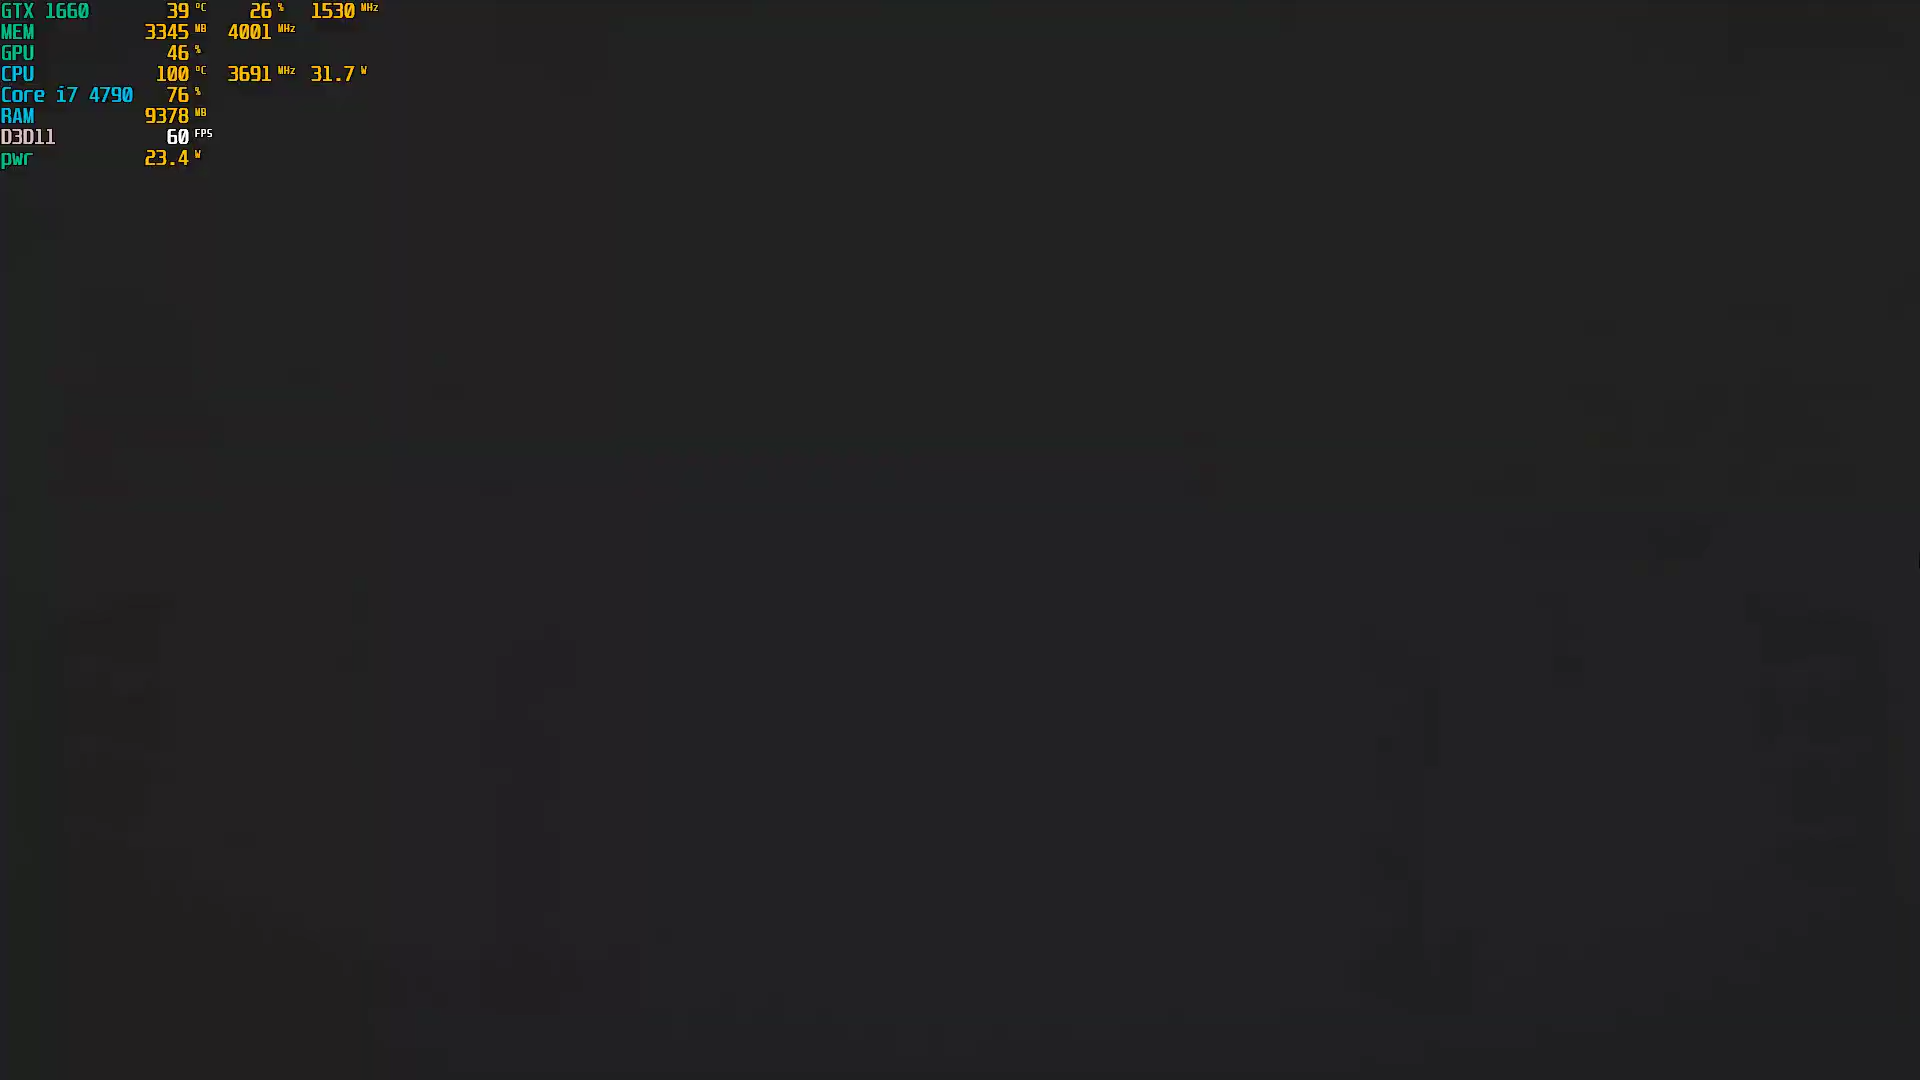 GTX 1660 39 °C 26 % 1530 MHz
MEM 3345 MB 4001 MHz
GPU 46 %
CPU 100 °C 3691 MHz 31.7 W
Core i7 4790 76 %
RAM 9378 MB
D3D11 60 FPS
pwr 23.4 W